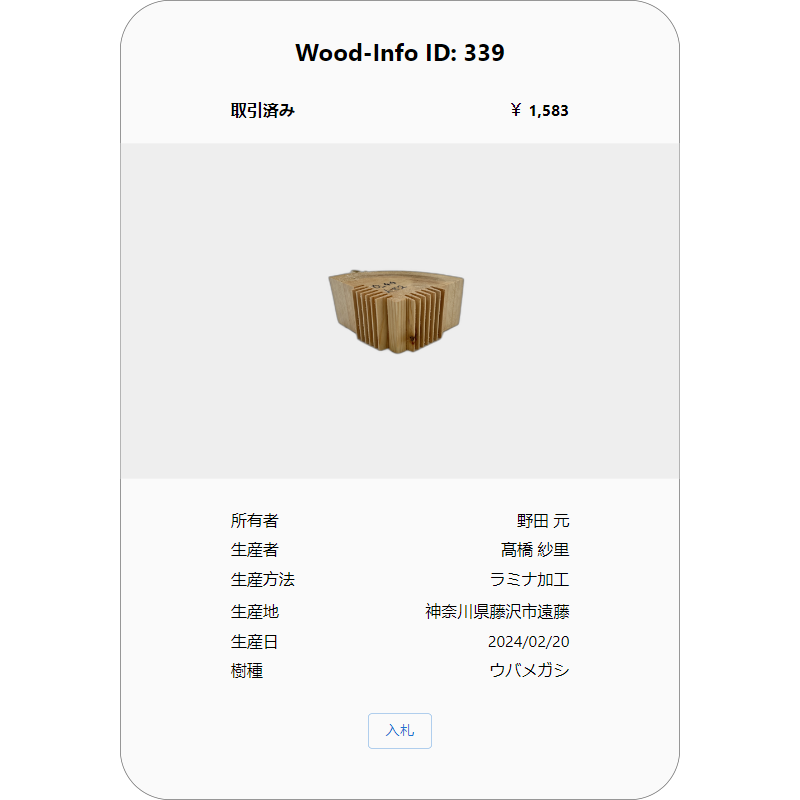 Wood-Info ID: 339
取引済み ¥ 1,583
所有者 野田 元
生産者 髙橋 紗里
生産方法 ラミナ加工
生産地 神奈川県藤沢市遠藤
生産日 2024/02/20
樹種 ウバメガシ
入札